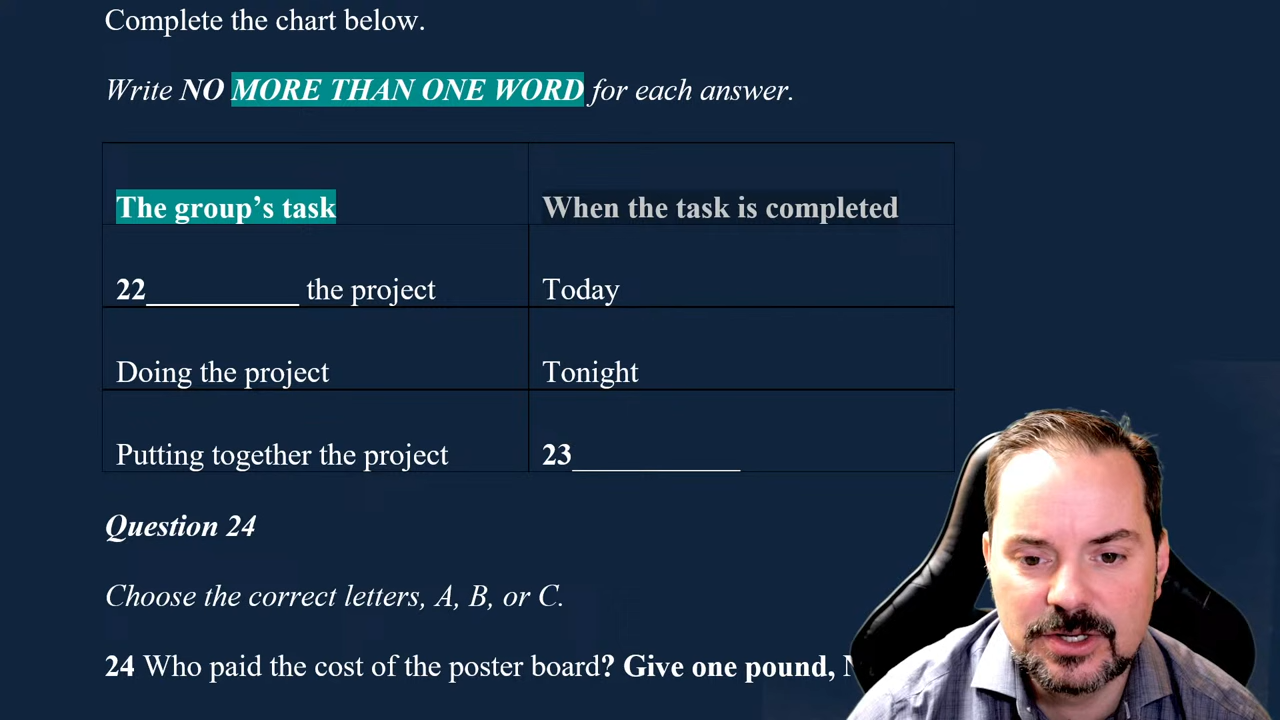 Complete the chart below.
Write NO MORE THAN ONE WORD for each answer.
The group’s task When the task is completed
22__________ the project Today
Doing the project Tonight
Putting together the project 23___________
Question 24
Choose the correct letters, A, B, or C.
24 Who paid the cost of the poster board? Give one pound,